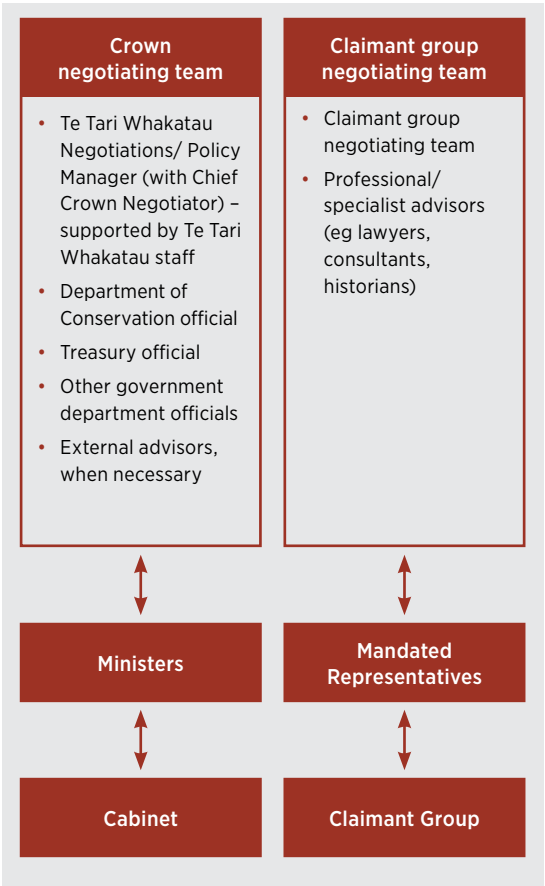 Crown
negotiating team
• Te Tari Whakatau
Negotiations/ Policy
Manager (with Chief
Crown Negotiator) –
supported by Te Tari
Whakatau staff
• Department of
Conservation official
• Treasury official
• Other government
department officials
• External advisors,
when necessary
Ministers
Cabinet
Claimant group
negotiating team
• Claimant group
negotiating team
• Professional/
specialist advisors
(eg lawyers,
consultants,
historians)
Mandated
Representatives
Claimant Group